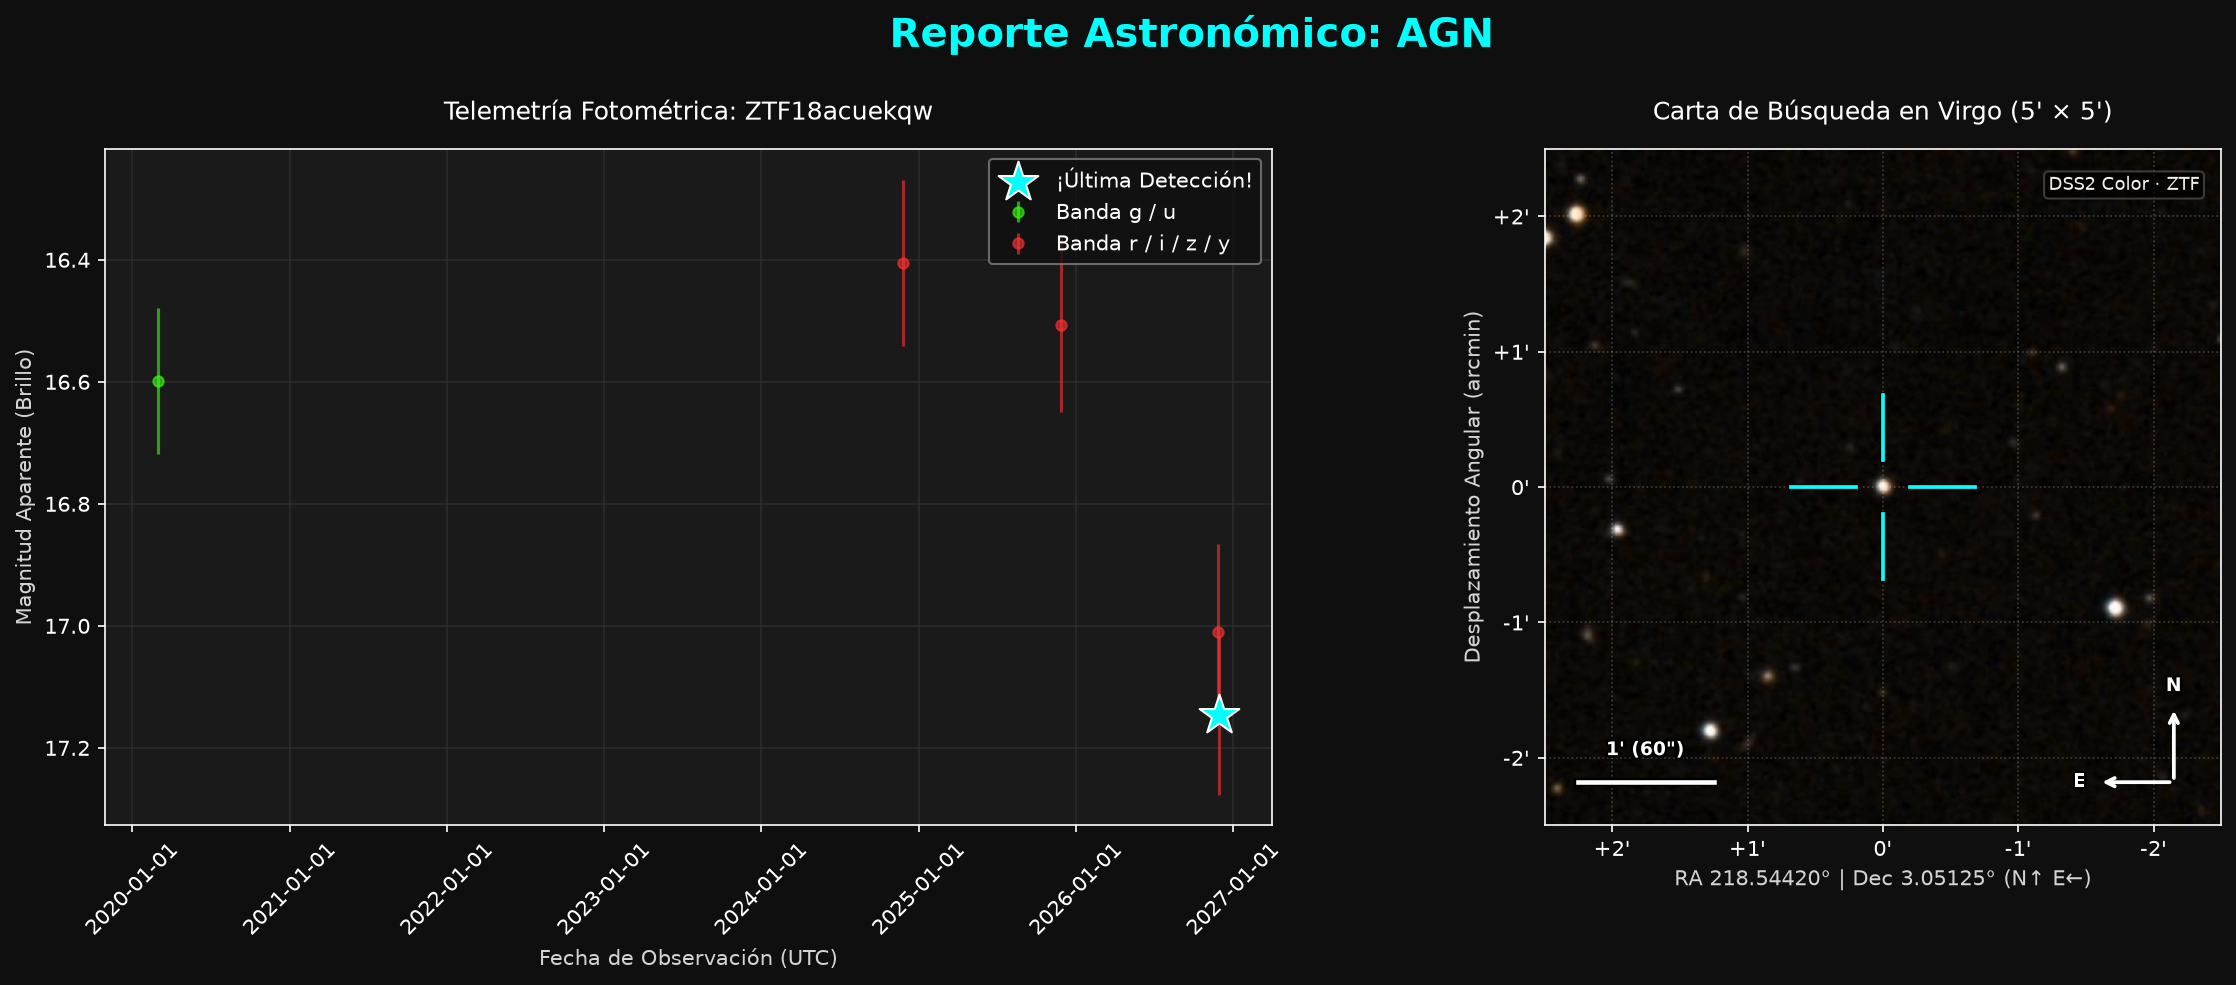 Reporte Astronómico: AGN
Telemetría Fotométrica: ZTF18acuekqw
¡Última Detección!
Banda g / u
Banda r / i / z / y
Magnitud Aparente (Brillo)
16.4
16.6
16.8
17.0
17.2
2020-01-01
2021-01-01
2022-01-01
2023-01-01
2024-01-01
2025-01-01
2026-01-01
2027-01-01
Fecha de Observación (UTC)
Carta de Búsqueda en Virgo (5' × 5')
DSS2 Color · ZTF
Desplazamiento Angular (arcmin)
+2'
+1'
0'
-1'
-2'
N
E
1' (60")
+2'
+1'
0'
-1'
-2'
RA 218.54420° | Dec 3.05125° (N↑ E←)